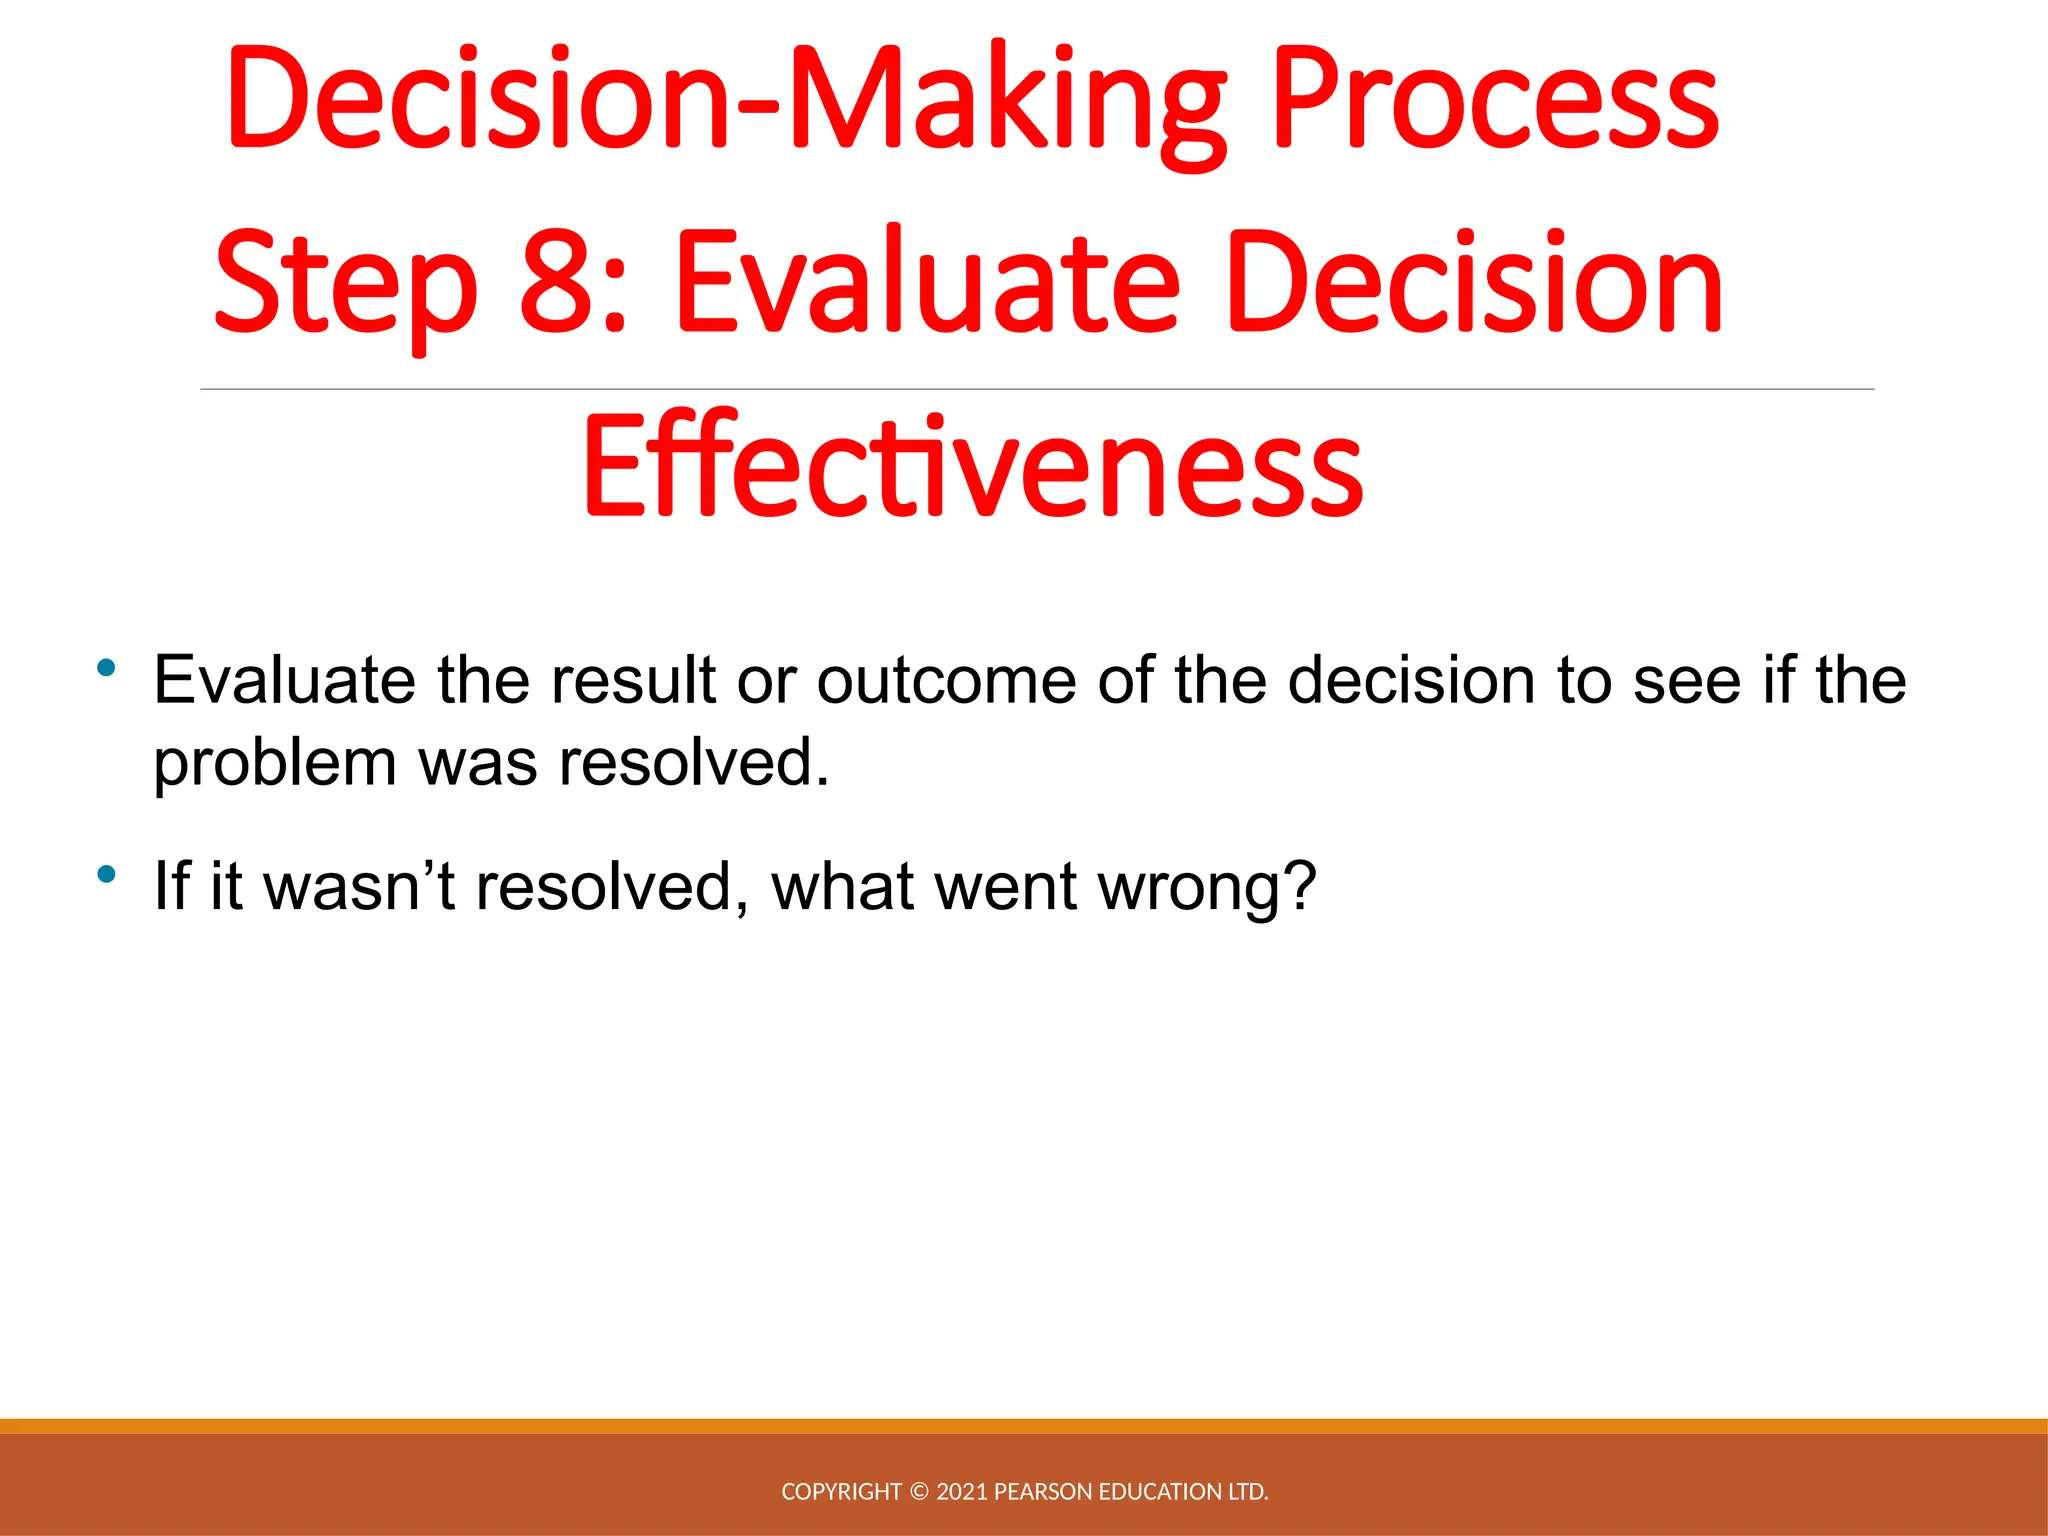 Decision-Making Process
Step 8: Evaluate Decision
Effectiveness
• Evaluate the result or outcome of the decision to see if the
problem was resolved.
• If it wasn’t resolved, what went wrong?
COPYRIGHT © 2021 PEARSON EDUCATION LTD.